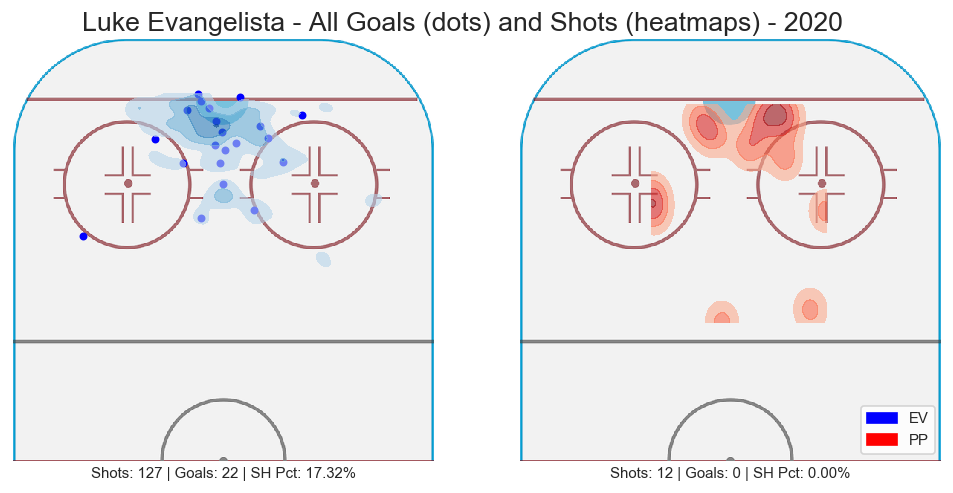 Luke Evangelista - All Goals (dots) and Shots (heatmaps) - 2020
EV
PP
Shots: 127 | Goals: 22 | SH Pct: 17.32%
Shots: 12 | Goals: 0 | SH Pct: 0.00%